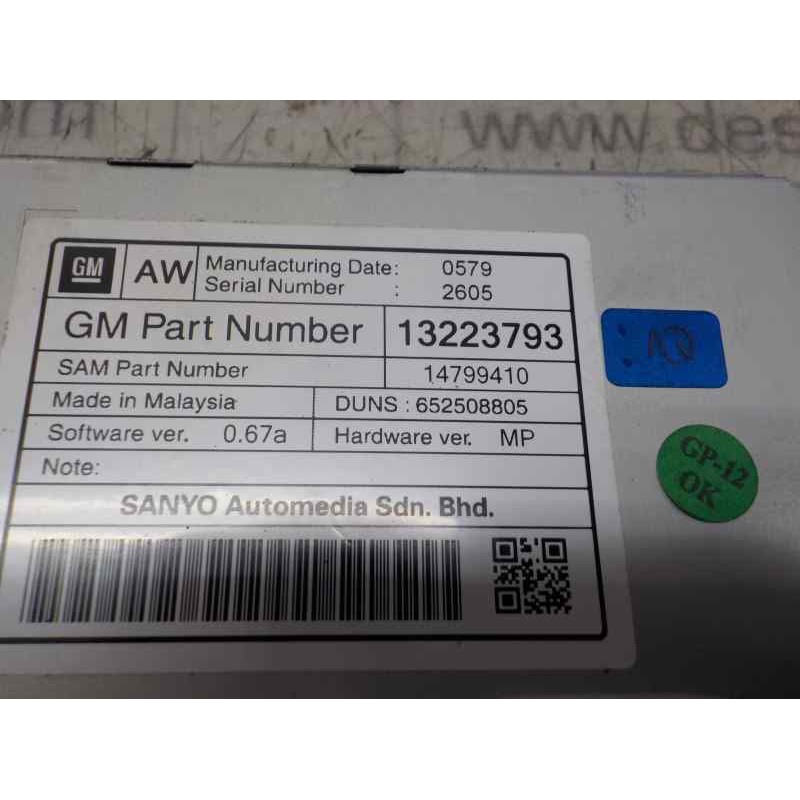 om www.des
GM AW Manufacturing Date: 0579
Serial Number : 2605
GM Part Number 13223793
SAM Part Number 14799410
Made in Malaysia DUNS : 652508805
Software ver. 0.67a Hardware ver. MP
Note:
SANYO Automedia Sdn. Bhd.
GP-12
OK